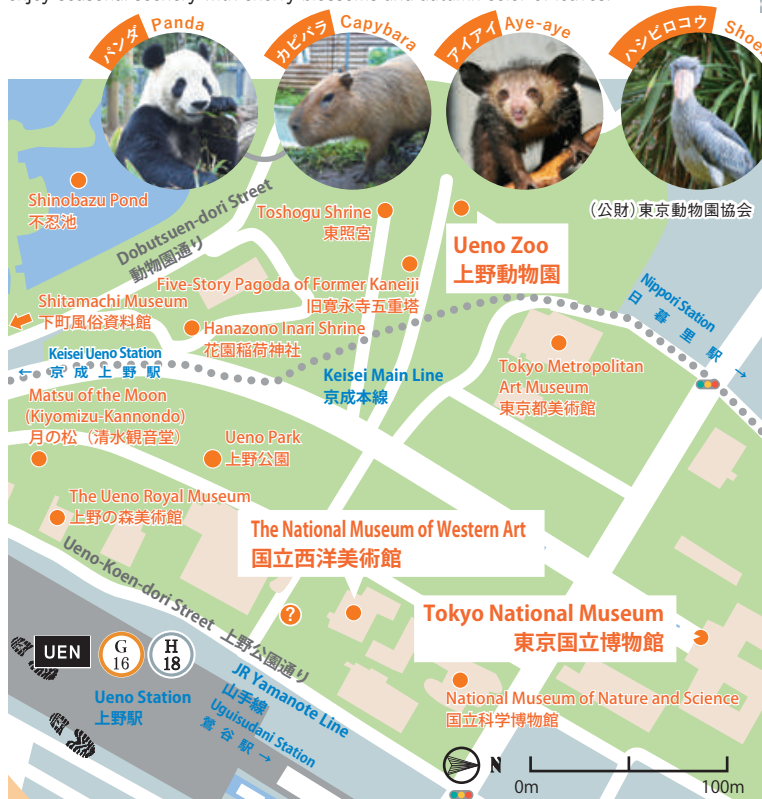 パンダ Panda
カピバラ Capybara
アイアイ Aye-aye
ハシビロコウ
(公財)東京動物園協会
Shinobazu Pond
不忍池
Dobutsuen-dori Street
動物園通り
Toshogu Shrine
東照宮
Ueno Zoo
上野動物園
Five-Story Pagoda of Former Kaneiji
旧寛永寺五重塔
Shitamachi Museum
下町風俗資料館
Hanazono Inari Shrine
花園稲荷神社
Nippori Station
日暮里駅 →
Keisei Ueno Station
← 京成上野駅
Keisei Main Line
京成本線
Tokyo Metropolitan
Art Museum
東京都美術館
Matsu of the Moon
(Kiyomizu-Kannondo)
月の松(清水観音堂)
Ueno Park
上野公園
The Ueno Royal Museum
上野の森美術館
The National Museum of Western Art
国立西洋美術館
Ueno-Koen-dori Street 上野公園通り
?
Tokyo National Museum
東京国立博物館
UEN
G
16
H
18
Ueno Station
上野駅
JR Yamanote Line
山手線
Uguisudani Station
鶯谷駅 →
National Museum of Nature and Science
国立科学博物館
N
0m 100m